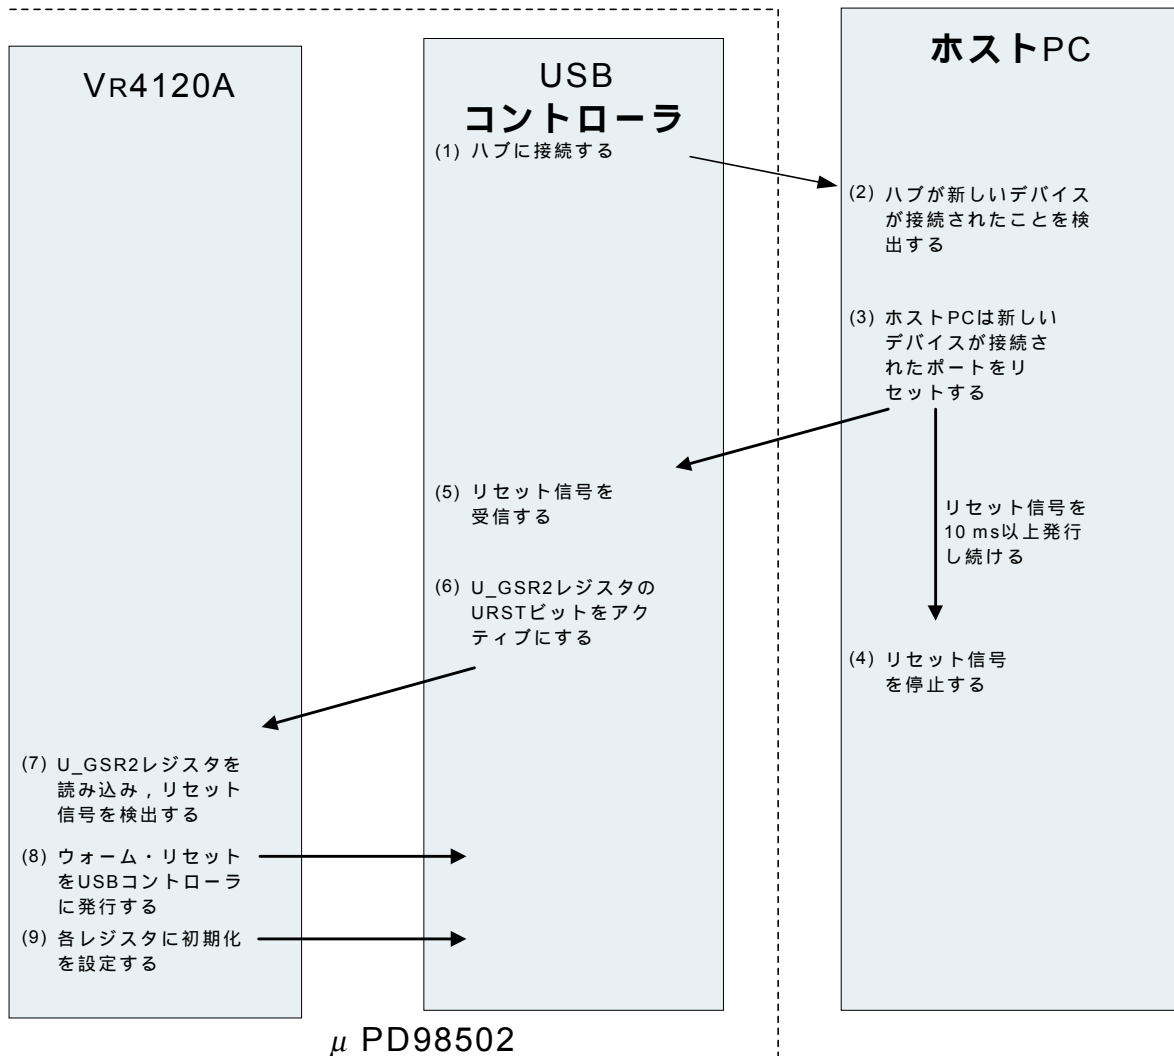 VR4120A
USB
コントローラ
ホストPC
(1) ハブに接続する
(2) ハブが新しいデバイス
が接続されたことを検
出する
(3) ホストPCは新しい
デバイスが接続さ
れたポートをリ
セットする
リセット信号を
10 ms以上発行
し続ける
(4) リセット信号
を停止する
(5) リセット信号を
受信する
(6) U_GSR2レジスタの
URSTビットをアク
ティブにする
(7) U_GSR2レジスタを
読み込み，リセット
信号を検出する
(8) ウォーム・リセット
をUSBコントローラ
に発行する
(9) 各レジスタに初期化
を設定する
μ PD98502